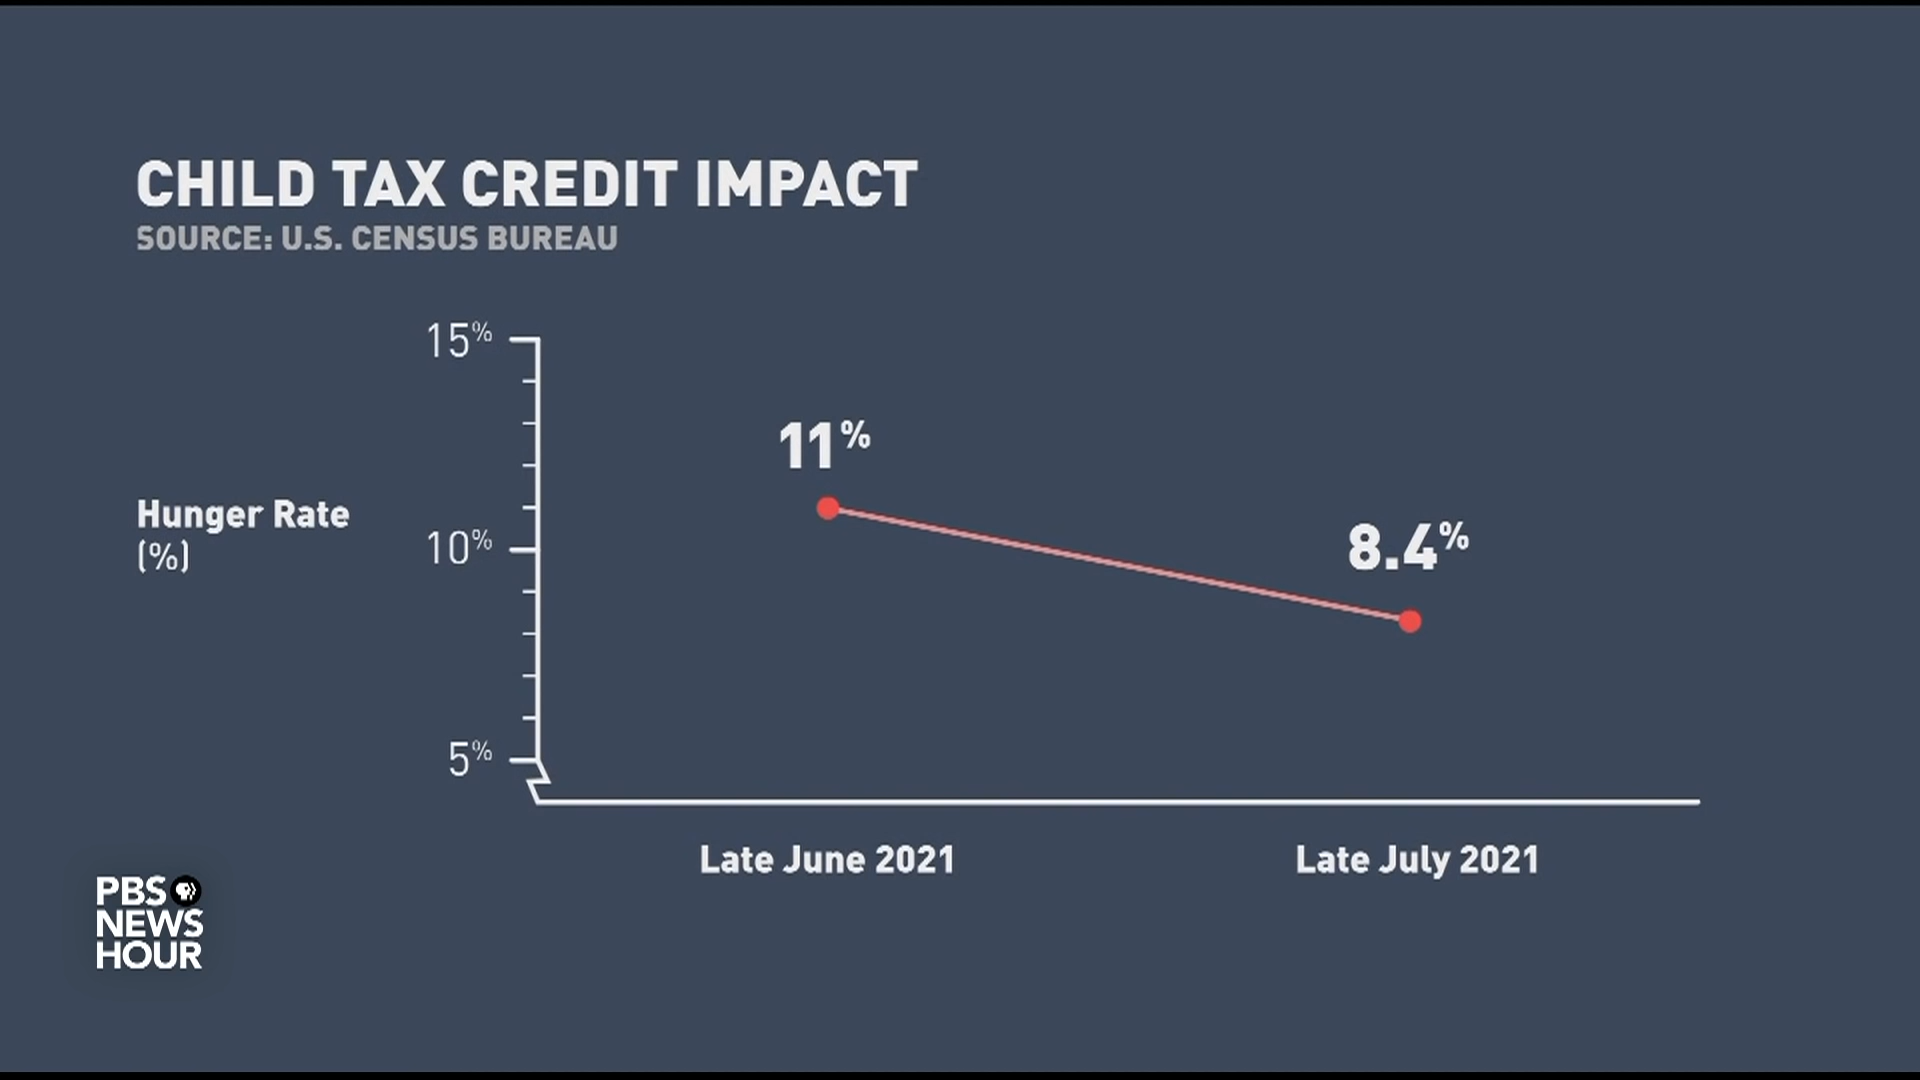 CHILD TAX CREDIT IMPACT
SOURCE: U.S. CENSUS BUREAU
15%
11%
Hunger Rate
(%)
10%
8.4%
5%
Late June 2021
Late July 2021
PBS
NEWS
HOUR